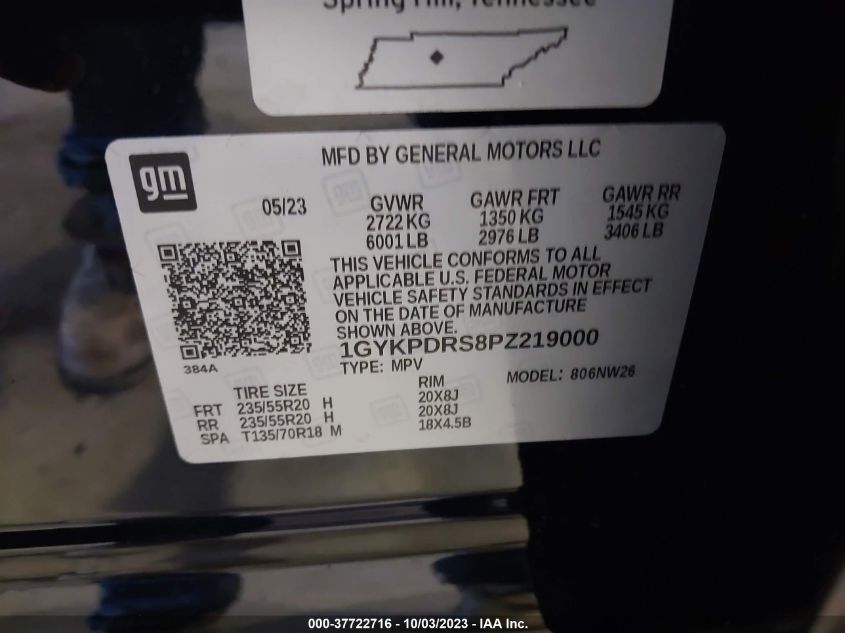 Spring Hill, Tennessee
gm
MFD BY GENERAL MOTORS LLC
05/23
GVWR
2722 KG
6001 LB
GAWR FRT
1350 KG
2976 LB
GAWR RR
1545 KG
3406 LB
THIS VEHICLE CONFORMS TO ALL
APPLICABLE U.S. FEDERAL MOTOR
VEHICLE SAFETY STANDARDS IN EFFECT
ON THE DATE OF MANUFACTURE
SHOWN ABOVE.
1GYKPDRS8PZ219000
TYPE: MPV
MODEL: 806NW26
384A
TIRE SIZE RIM
FRT 235/55R20 H 20X8J
RR 235/55R20 H 20X8J
SPA T135/70R18 M 18X4.5B
000-37722716 - 10/03/2023 - IAA Inc.